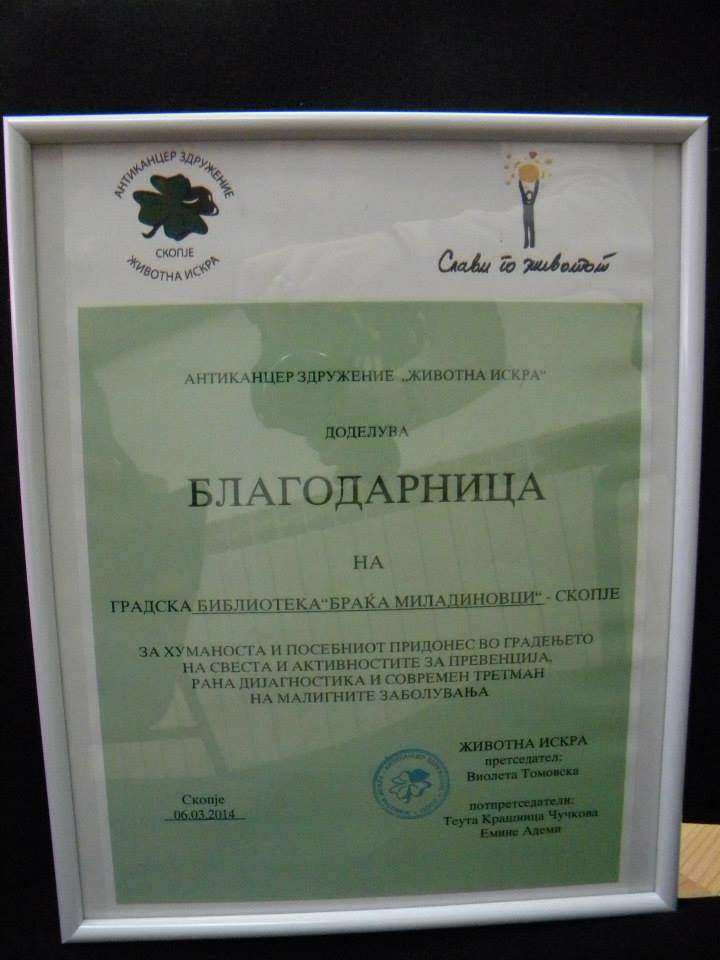 АНТИКАНЦЕР ЗДРУЖЕНИЕ
СКОПЈЕ
ЖИВОТНА ИСКРА
Слави го животот
АНТИКАНЦЕР ЗДРУЖЕНИЕ „ЖИВОТНА ИСКРА“
ДОДЕЛУВА
БЛАГОДАРНИЦА
НА
ГРАДСКА БИБЛИОТЕКА“БРАЌА МИЛАДИНОВЦИ“ - СКОПЈЕ
ЗА ХУМАНОСТА И ПОСЕБНИОТ ПРИДОНЕС ВО ГРАДЕЊЕТО
НА СВЕСТА И АКТИВНОСТИТЕ ЗА ПРЕВЕНЦИЈА,
РАНА ДИЈАГНОСТИКА И СОВРЕМЕН ТРЕТМАН
НА МАЛИГНИТЕ ЗАБОЛУВАЊА
ЖИВОТНА ИСКРА
претседател:
Виолета Томовска
Скопје
06.03.2014
потпретседатели:
Теута Крашница Чучкова
Емине Адеми